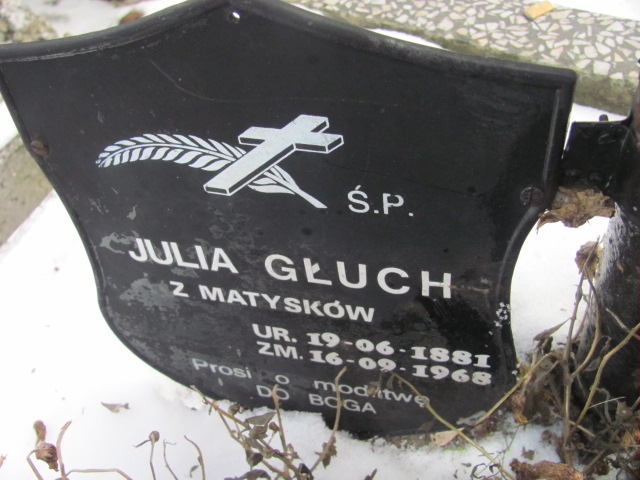 Ś.P.
JULIA GŁUCH
Z MATYSKÓW
UR. 19-06-1881
ZM. 16-09-1968
Prosi o modlitwę
DO BOGA